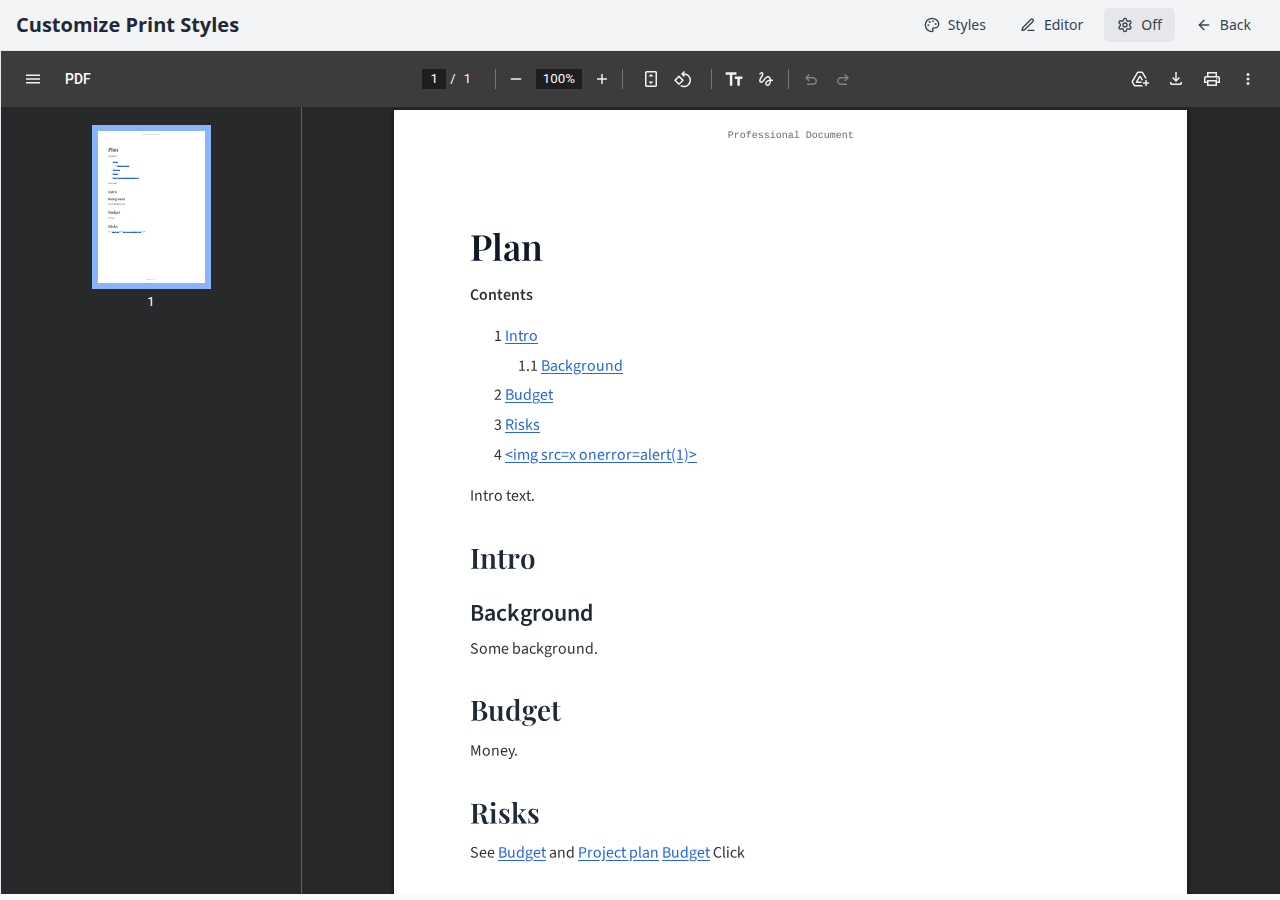 Customize Print Styles
Styles
Editor
Off
Back
PDF
1 / 1
100%
1
Professional Document
Plan
Contents
1 Intro
1.1 Background
2 Budget
3 Risks
4 <img src=x onerror=alert(1)>
Intro text.
Intro
Background
Some background.
Budget
Money.
Risks
See Budget and Project plan Budget Click